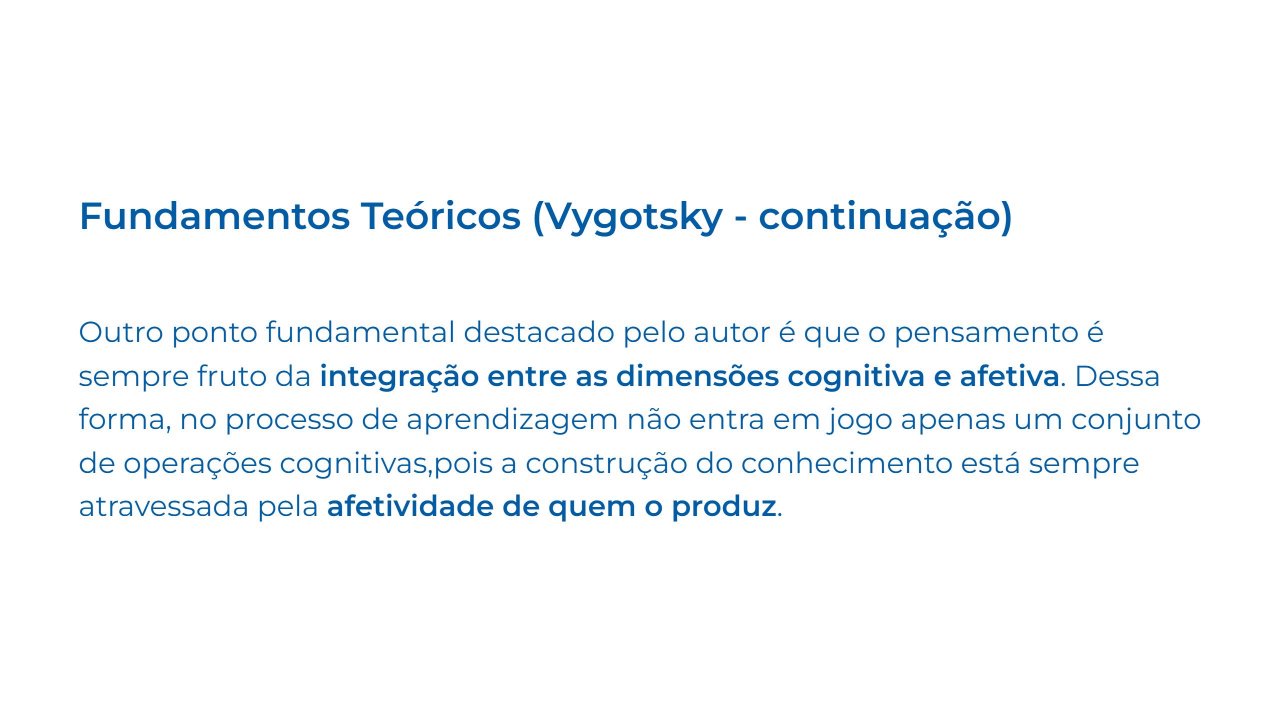 Fundamentos Teóricos (Vygotsky - continuação)
Outro ponto fundamental destacado pelo autor é que o pensamento é
sempre fruto da integração entre as dimensões cognitiva e afetiva. Dessa
forma, no processo de aprendizagem não entra em jogo apenas um conjunto
de operações cognitivas,pois a construção do conhecimento está sempre
atravessada pela afetividade de quem o produz.